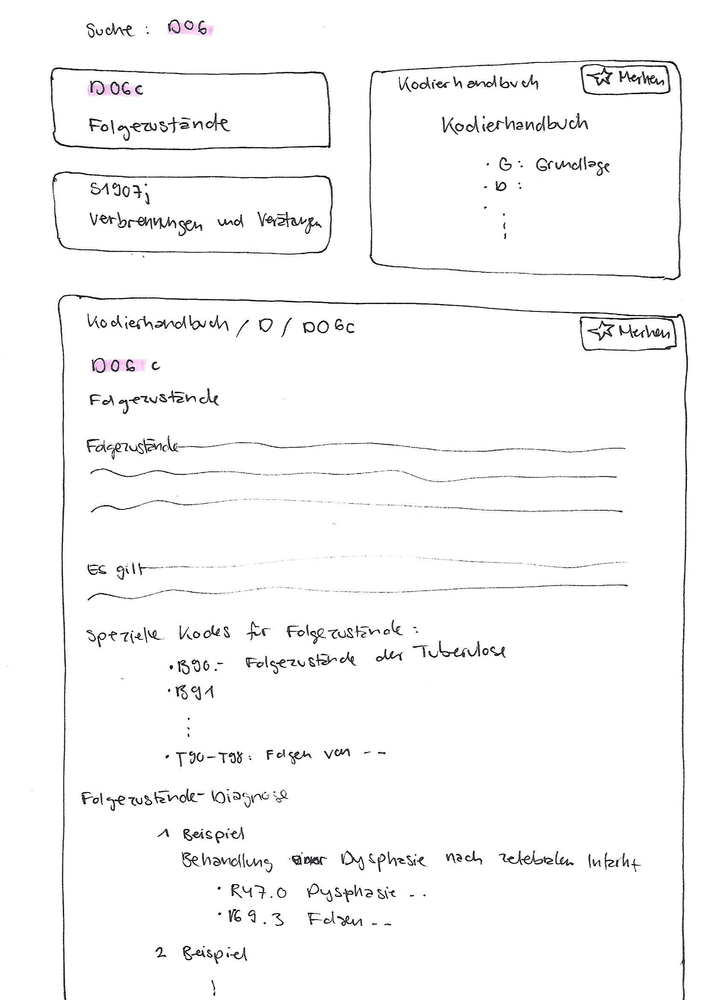 Suche : D06
D06c
Folgezustände
S1907j
Verbrennungen und Verätzungen
Kodierhandbuch
Merken
Kodierhandbuch
· G : Grundlage
· D :
·
Kodierhandbuch / D / D06c
Merken
D06 c
Folgezustände
Folgezustände
Es gilt
Spezielle Kodes für Folgezustände :
· B90.- Folgezustände der Tuberulose
· B91
· T90-T98: Folgen von --
Folgezustände-Diagnose
1 Beispiel
Behandlung einer Dysphasie nach zelebralen Infarkt
· R47.0 Dysphasie ..
· I69.3 Folgen --
2 Beispiel